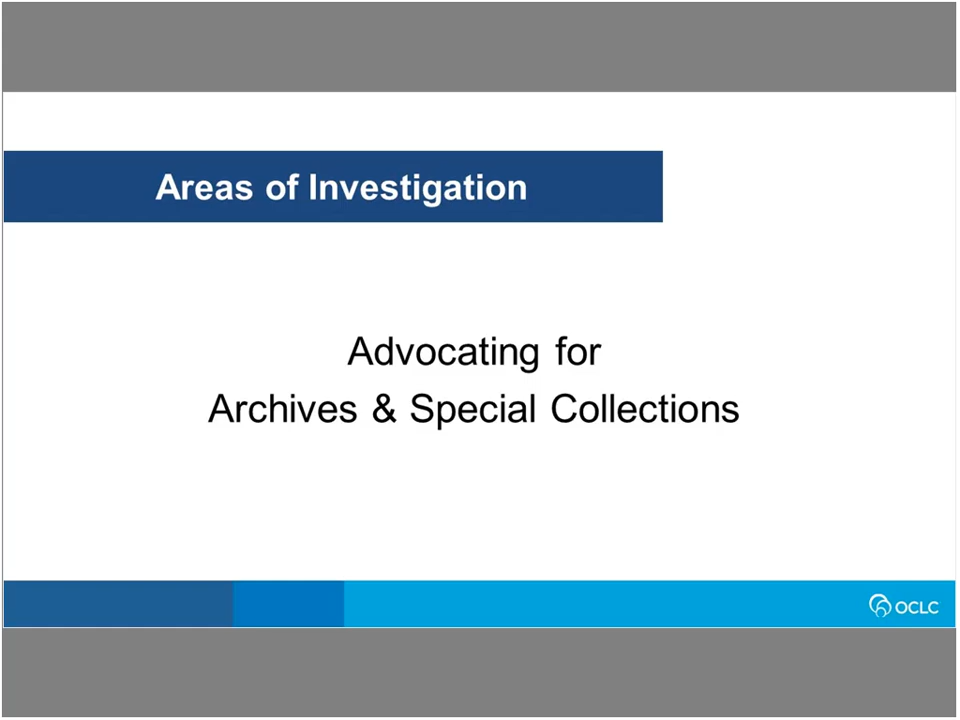 Areas of Investigation
Advocating for
Archives & Special Collections
OCLC